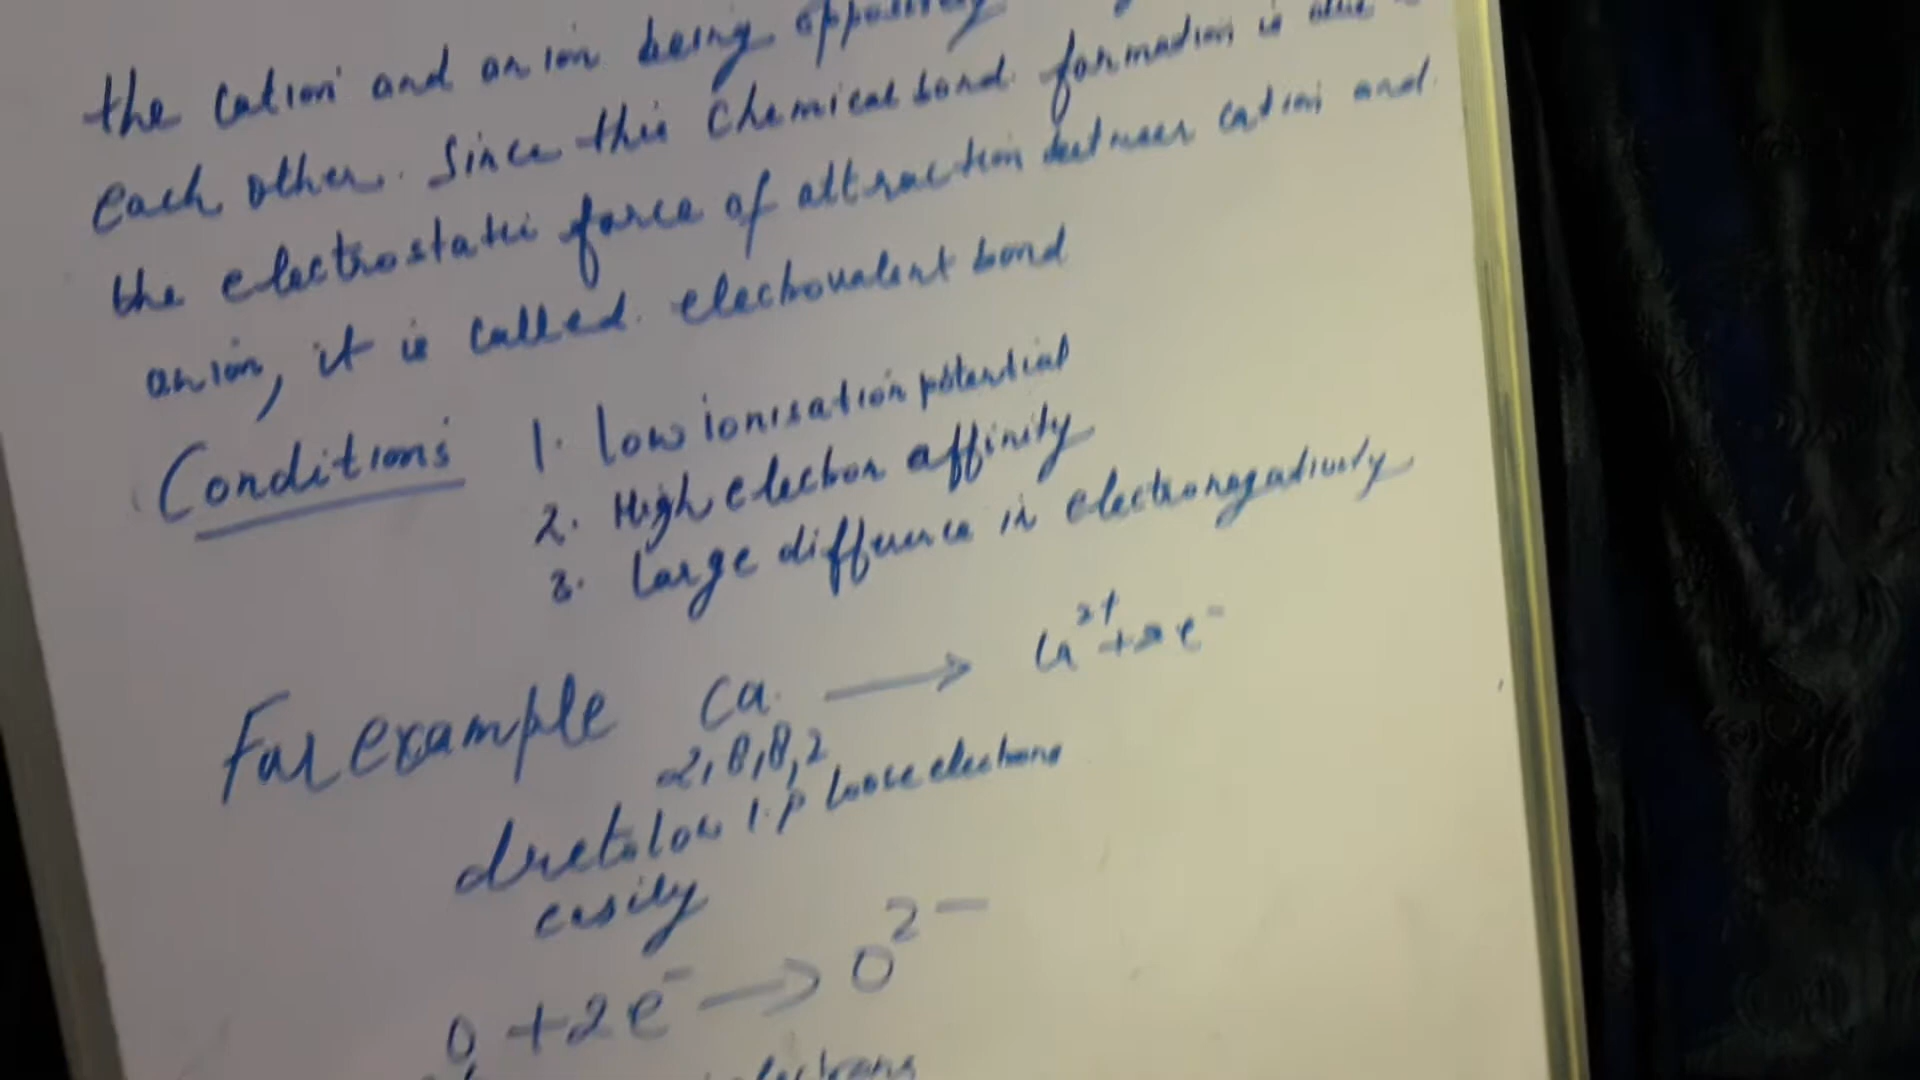 the cation and anion being
each other. Since this Chemical bond formation is due
the electrostatic force of attraction between cation and
anion, it is called electrovalent bond
Conditions 1. low ionisation potential
2. High electron affinity
3. Large difference in electronegativity
For example Ca → Ca²⁺ + 2e⁻
2,8,8,2
due to low I.P loose electrons
easily
O + 2e⁻ → O²⁻
electrons